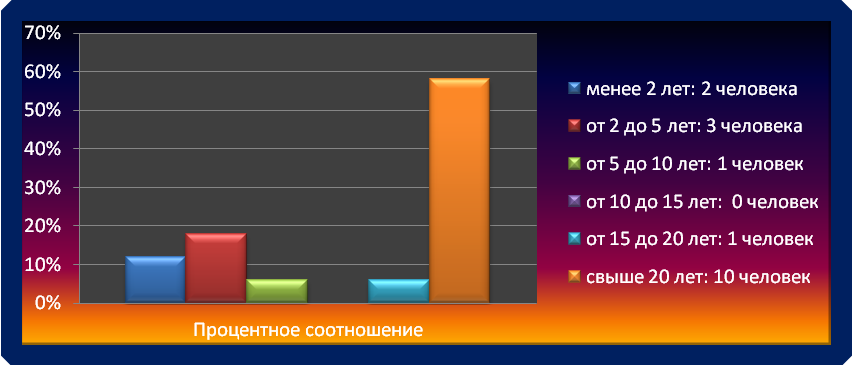 70%
60%
50%
40%
30%
20%
10%
0%
Процентное соотношение
менее 2 лет: 2 человека
от 2 до 5 лет: 3 человека
от 5 до 10 лет: 1 человек
от 10 до 15 лет:  0 человек
от 15 до 20 лет: 1 человек
свыше 20 лет: 10 человек